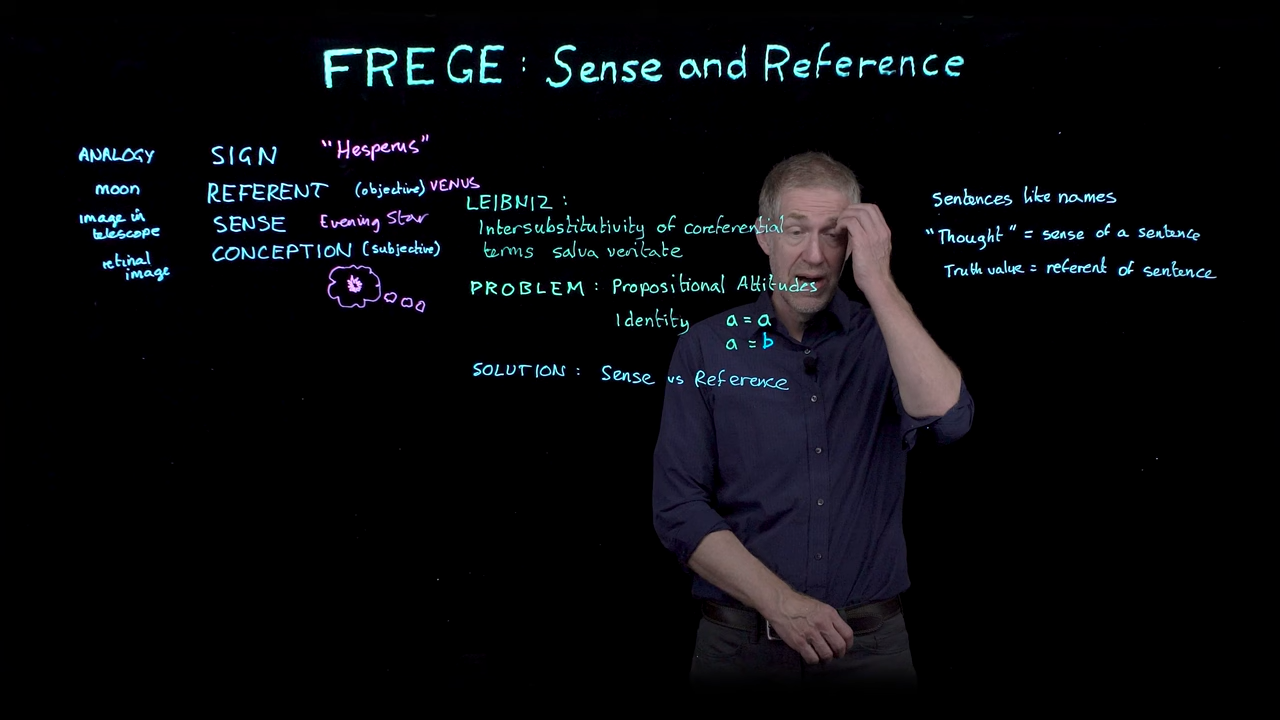 FREGE: Sense and Reference
ANALOGY SIGN "Hesperus"
moon REFERENT (objective) VENUS
image in telescope SENSE Evening Star
retinal image CONCEPTION (subjective)
LEIBNIZ:
Intersubstitutivity of coreferential
terms salva veritate
PROBLEM: Propositional Attitudes
Identity a = a
a = b
SOLUTION: Sense vs Reference
Sentences like names
"Thought" = sense of a sentence
Truth value = referent of sentence